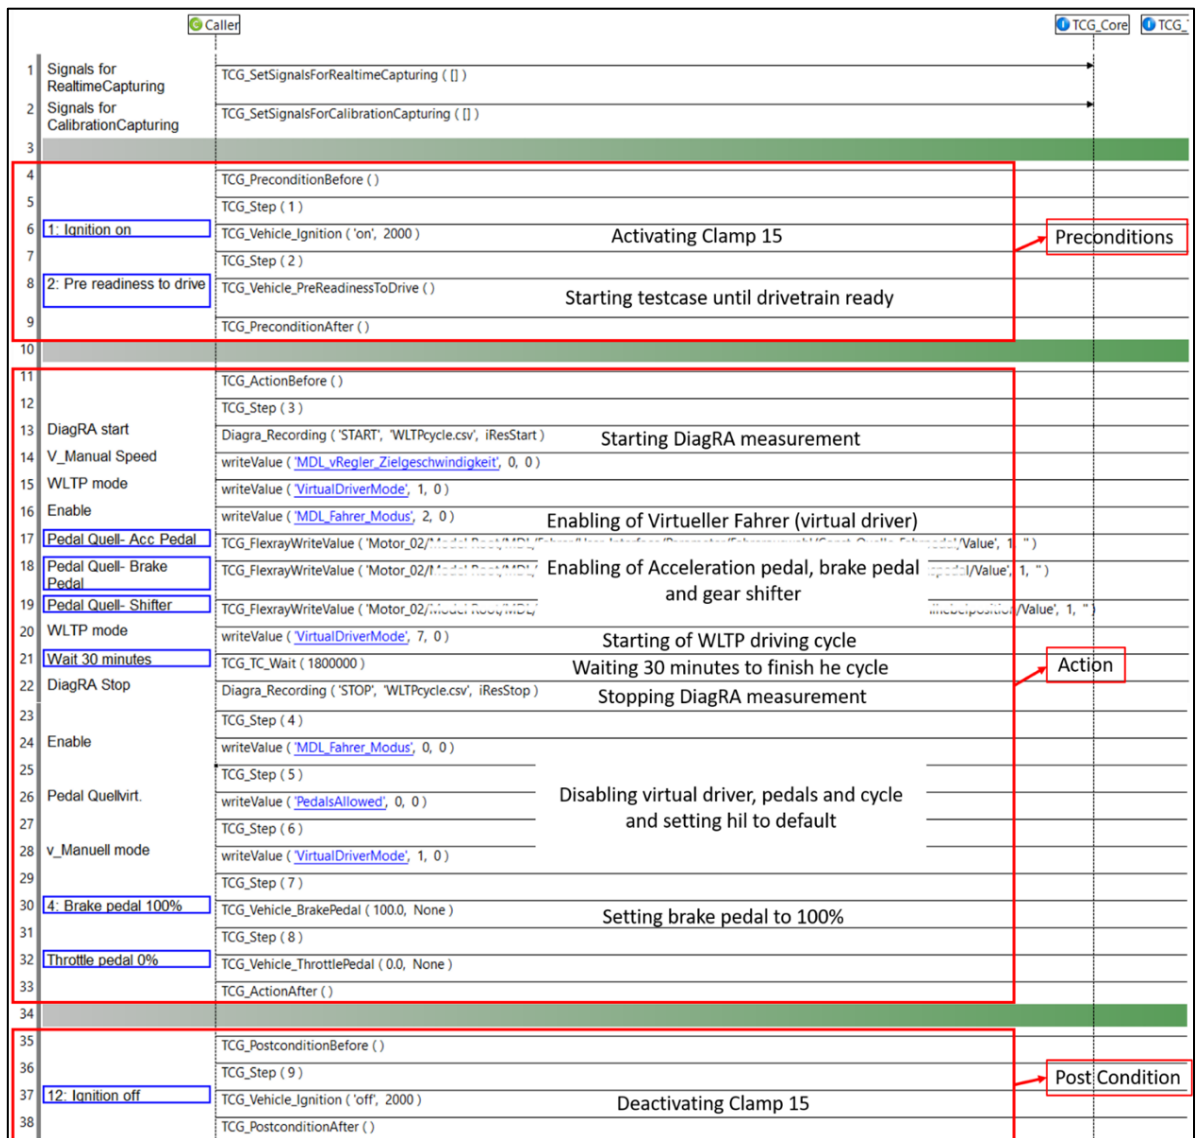 Caller TCG_Core TCG_
1 Signals for RealtimeCapturing TCG_SetSignalsForRealtimeCapturing ( [] )
2 Signals for CalibrationCapturing TCG_SetSignalsForCalibrationCapturing ( [] )
3
4 TCG_PreconditionBefore ( )
5 TCG_Step ( 1 )
6 1: Ignition on TCG_Vehicle_Ignition ( 'on', 2000 ) Activating Clamp 15 Preconditions
7 TCG_Step ( 2 )
8 2: Pre readiness to drive TCG_Vehicle_PreReadinessToDrive ( ) Starting testcase until drivetrain ready
9 TCG_PreconditionAfter ( )
10
11 TCG_ActionBefore ( )
12 TCG_Step ( 3 )
13 DiagRA start Diagra_Recording ( 'START', 'WLTPcycle.csv', iResStart ) Starting DiagRA measurement
14 V_Manual Speed writeValue ( 'MDL_vRegler_Zielgeschwindigkeit', 0, 0 )
15 WLTP mode writeValue ( 'VirtualDriverMode', 1, 0 )
16 Enable writeValue ( 'MDL_Fahrer_Modus', 2, 0 ) Enabling of Virtueller Fahrer (virtual driver)
17 Pedal Quell- Acc Pedal TCG_FlexrayWriteValue ( 'Motor_02/ /Value', 1, '' )
18 Pedal Quell- Brake Pedal TCG_FlexrayWriteValue ( 'Motor_02/ /Value', 1, '' ) Enabling of Acceleration pedal, brake pedal
and gear shifter
19 Pedal Quell- Shifter TCG_FlexrayWriteValue ( 'Motor_02/ /Value', 1, '' )
20 WLTP mode writeValue ( 'VirtualDriverMode', 7, 0 ) Starting of WLTP driving cycle
21 Wait 30 minutes TCG_TC_Wait ( 1800000 ) Waiting 30 minutes to finish he cycle Action
22 DiagRA Stop Diagra_Recording ( 'STOP', 'WLTPcycle.csv', iResStop ) Stopping DiagRA measurement
23 TCG_Step ( 4 )
24 Enable writeValue ( 'MDL_Fahrer_Modus', 0, 0 )
25 TCG_Step ( 5 )
26 Pedal Quellvirt. writeValue ( 'PedalsAllowed', 0, 0 ) Disabling virtual driver, pedals and cycle
and setting hil to default
27 TCG_Step ( 6 )
28 v_Manuell mode writeValue ( 'VirtualDriverMode', 1, 0 )
29 TCG_Step ( 7 )
30 4: Brake pedal 100% TCG_Vehicle_BrakePedal ( 100.0, None ) Setting brake pedal to 100%
31 TCG_Step ( 8 )
32 Throttle pedal 0% TCG_Vehicle_ThrottlePedal ( 0.0, None )
33 TCG_ActionAfter ( )
34
35 TCG_PostconditionBefore ( )
36 TCG_Step ( 9 ) Post Condition
37 12: Ignition off TCG_Vehicle_Ignition ( 'off', 2000 ) Deactivating Clamp 15
38 TCG_PostconditionAfter ( )